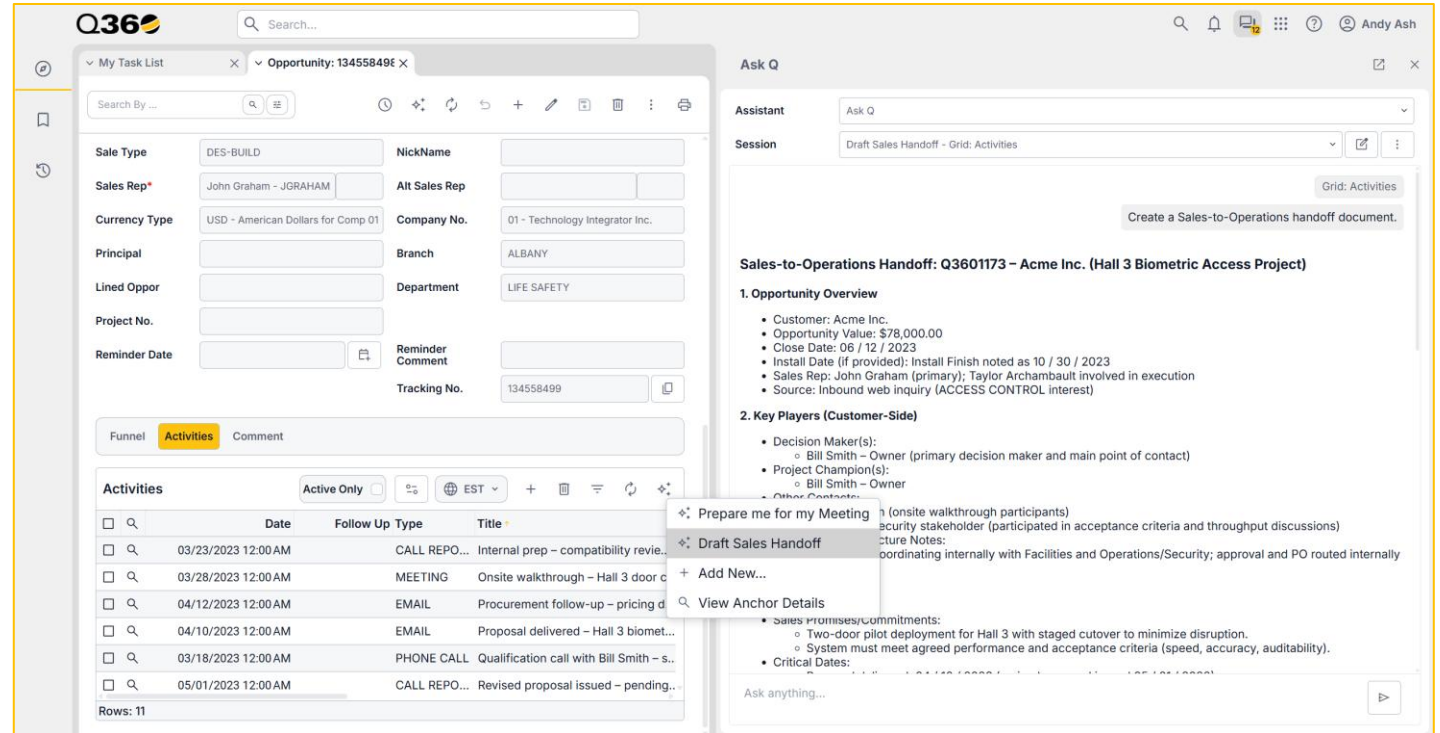 Q360
Search...
12
Andy Ash
My Task List
Opportunity: 134558498
Search By ...
Sale Type DES-BUILD NickName
Sales Rep* John Graham - JGRAHAM Alt Sales Rep
Currency Type USD - American Dollars for Comp 01 Company No. 01 - Technology Integrator Inc.
Principal Branch ALBANY
Lined Oppor Department LIFE SAFETY
Project No.
Reminder Date Reminder Comment
Tracking No. 134558499
Funnel Activities Comment
Activities Active Only EST
Date Follow Up Type Title
03/23/2023 12:00 AM CALL REPO... Internal prep – compatibility revie...
03/28/2023 12:00 AM MEETING Onsite walkthrough – Hall 3 door c
04/12/2023 12:00 AM EMAIL Procurement follow-up – pricing d
04/10/2023 12:00 AM EMAIL Proposal delivered – Hall 3 biomet...
03/18/2023 12:00 AM PHONE CALL Qualification call with Bill Smith – s...
05/01/2023 12:00 AM CALL REPO... Revised proposal issued – pending...
Rows: 11
Prepare me for my Meeting
Draft Sales Handoff
Add New...
View Anchor Details
Ask Q
Assistant Ask Q
Session Draft Sales Handoff - Grid: Activities
Grid: Activities
Create a Sales-to-Operations handoff document.
Sales-to-Operations Handoff: Q3601173 – Acme Inc. (Hall 3 Biometric Access Project)
1. Opportunity Overview
• Customer: Acme Inc.
• Opportunity Value: $78,000.00
• Close Date: 06 / 12 / 2023
• Install Date (if provided): Install Finish noted as 10 / 30 / 2023
• Sales Rep: John Graham (primary); Taylor Archambault involved in execution
• Source: Inbound web inquiry (ACCESS CONTROL interest)
2. Key Players (Customer-Side)
• Decision Maker(s):
◦ Bill Smith – Owner (primary decision maker and main point of contact)
• Project Champion(s):
◦ Bill Smith – Owner
• Other Contacts:
(onsite walkthrough participants)
ecurity stakeholder (participated in acceptance criteria and throughput discussions)
cture Notes:
oordinating internally with Facilities and Operations/Security; approval and PO routed internally
• Sales Promises/Commitments:
◦ Two-door pilot deployment for Hall 3 with staged cutover to minimize disruption.
◦ System must meet agreed performance and acceptance criteria (speed, accuracy, auditability).
• Critical Dates:
Ask anything...